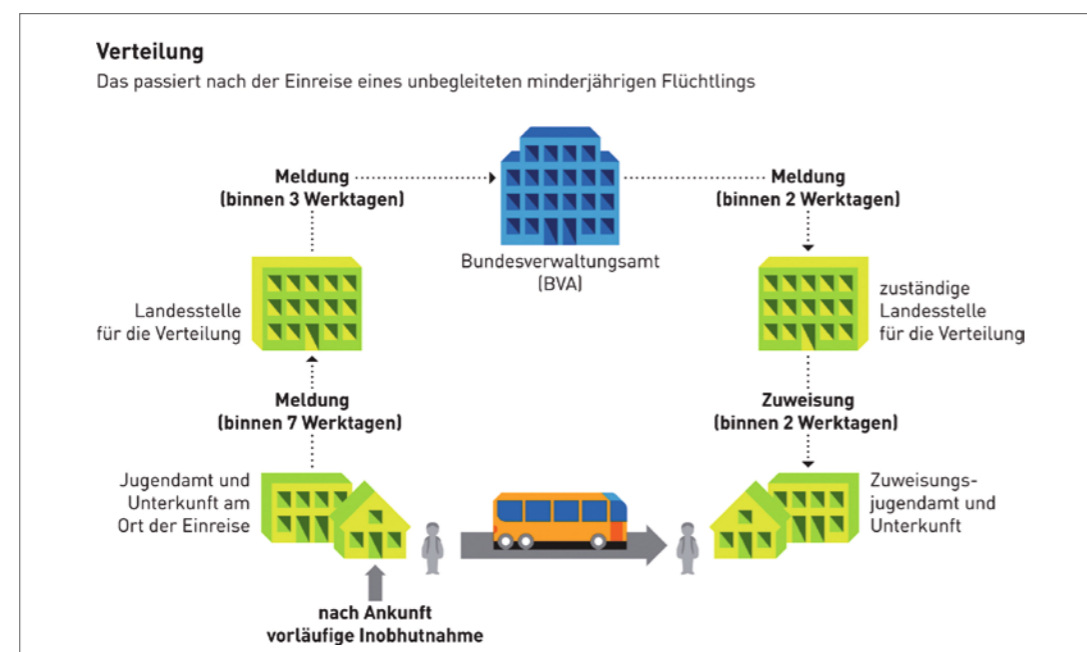 Verteilung
Das passiert nach der Einreise eines unbegleiteten minderjährigen Flüchtlings
Meldung
(binnen 3 Werktagen)
Meldung
(binnen 2 Werktagen)
Bundesverwaltungsamt
(BVA)
Landesstelle
für die Verteilung
zuständige
Landesstelle
für die Verteilung
Meldung
(binnen 7 Werktagen)
Zuweisung
(binnen 2 Werktagen)
Jugendamt und
Unterkunft am
Ort der Einreise
Zuweisungs-
jugendamt und
Unterkunft
nach Ankunft
vorläufige Inobhutnahme